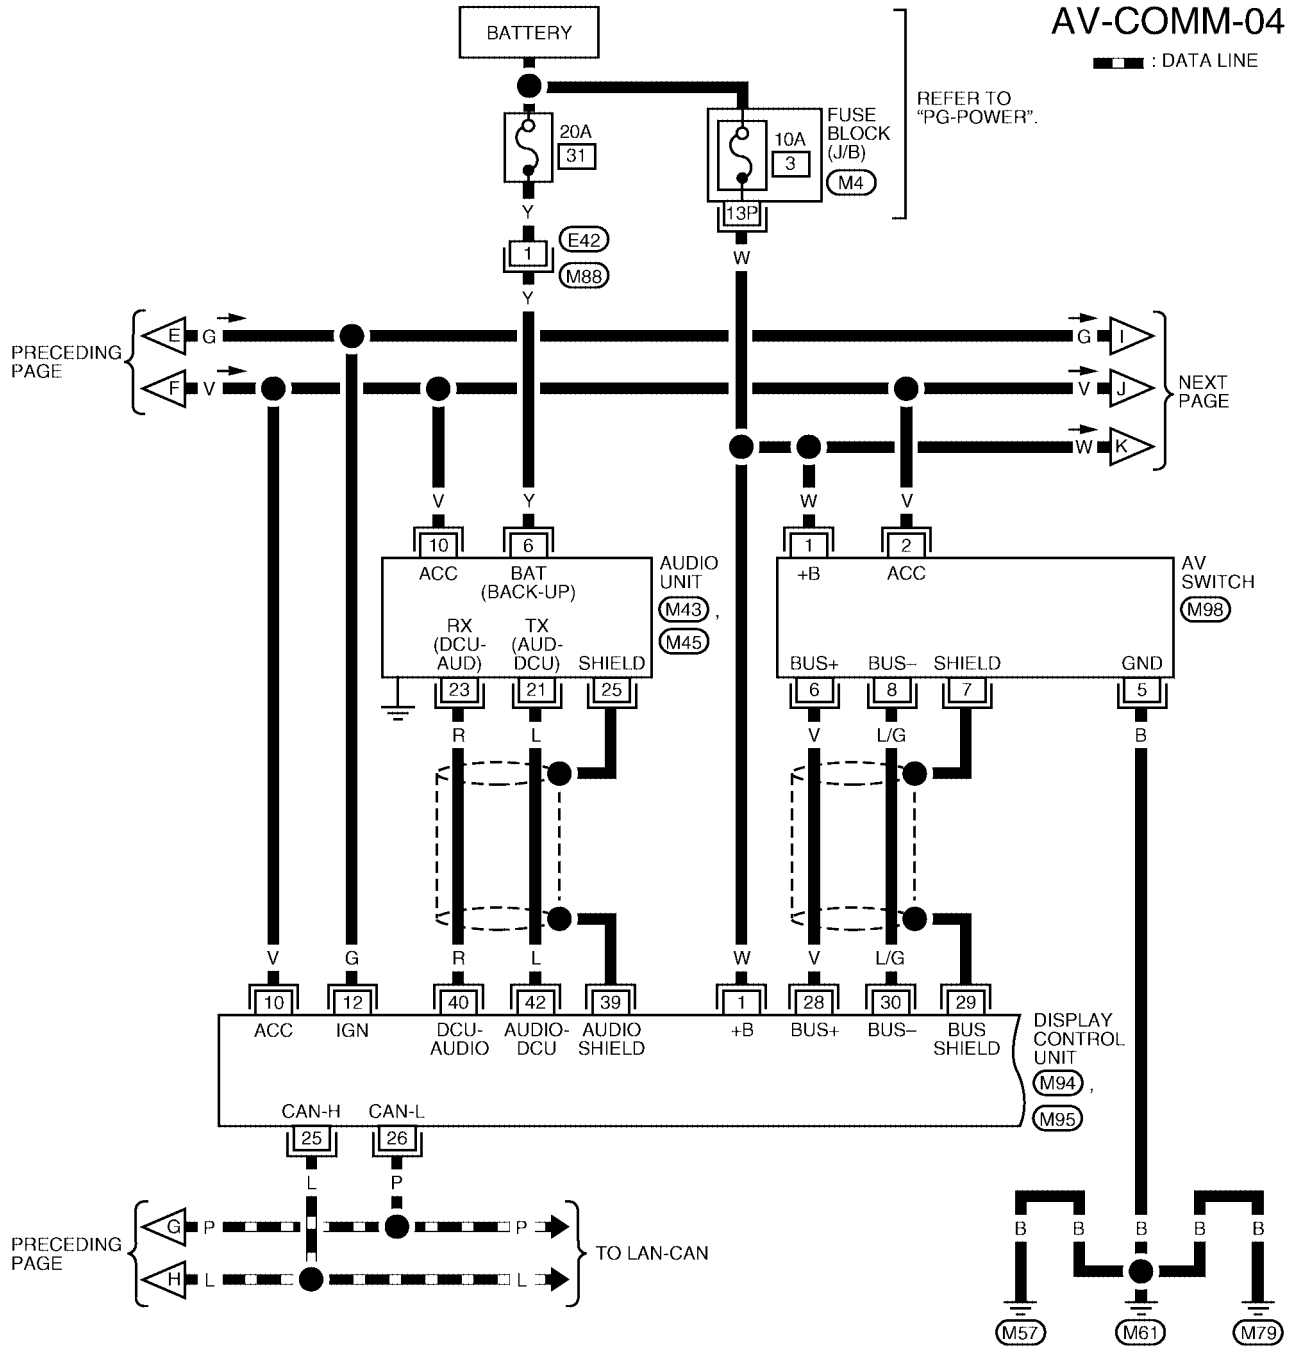 AV-COMM-04
: DATA LINE
BATTERY
REFER TO
"PG-POWER".
20A
31
10A
3
FUSE
BLOCK
(J/B)
M4
13P
Y
W
1
E42
M88
Y
PRECEDING
PAGE
E G
F V
G I
V J
W K
NEXT
PAGE
V Y W V
10 6 1 2
ACC BAT
(BACK-UP)
+B ACC
AUDIO
UNIT
M43 ,
M45
AV
SWITCH
M98
RX
(DCU-
AUD)
TX
(AUD-
DCU)
SHIELD
BUS+ BUS– SHIELD GND
23 21 25 6 8 7 5
R L V L/G B
V G R L W V L/G
10 12 40 42 39 1 28 30 29
ACC IGN
DCU-
AUDIO
AUDIO-
DCU
AUDIO
SHIELD
+B BUS+ BUS–
BUS
SHIELD
DISPLAY
CONTROL
UNIT
M94 ,
M95
CAN-H CAN-L
25 26
L P
PRECEDING
PAGE
G P P
H L L
TO LAN-CAN
B B B B B
M57 M61 M79